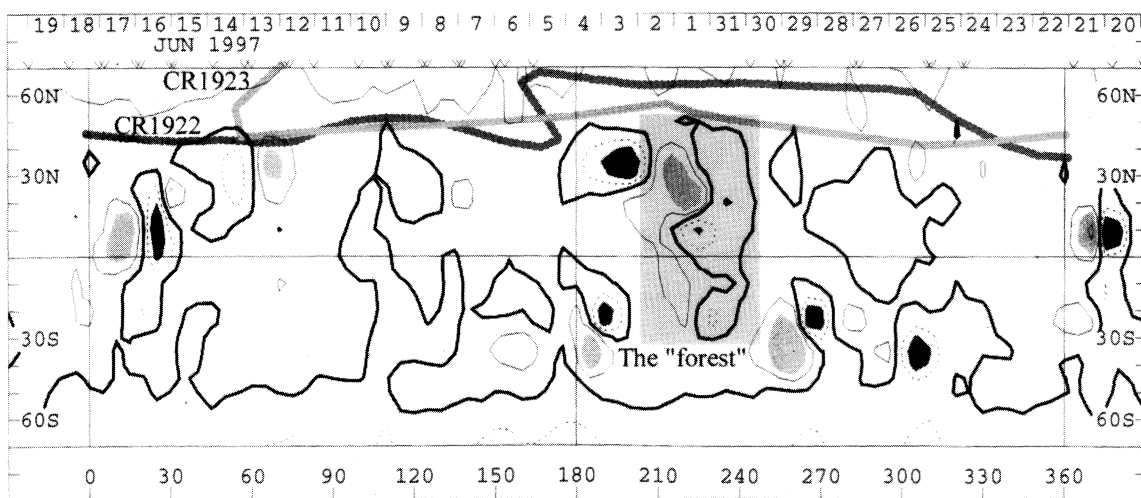 19 18 17 16 15 14 13 12 11 10 9 8 7 6 5 4 3 2 1 31 30 29 28 27 26 25 24 23 22 21 20
JUN 1997
CR1923
60N 60N
CR1922
30N 30N
30S 30S
The "forest"
60S 60S
0 30 60 90 120 150 180 210 240 270 300 330 360